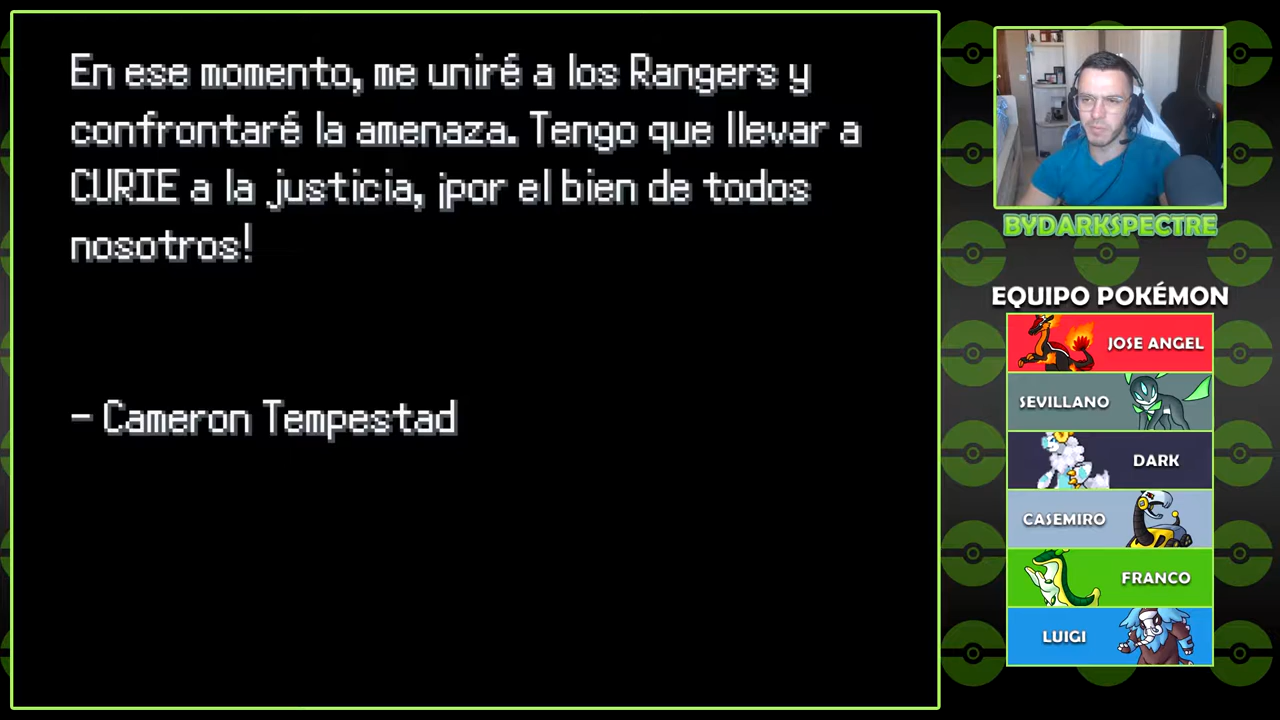 En ese momento, me uniré a los Rangers y
confrontaré la amenaza. Tengo que llevar a
CURIE a la justicia, ¡por el bien de todos
nosotros!
- Cameron Tempestad
BYDARKSPECTRE
EQUIPO POKÉMON
JOSE ANGEL
SEVILLANO
DARK
CASEMIRO
FRANCO
LUIGI